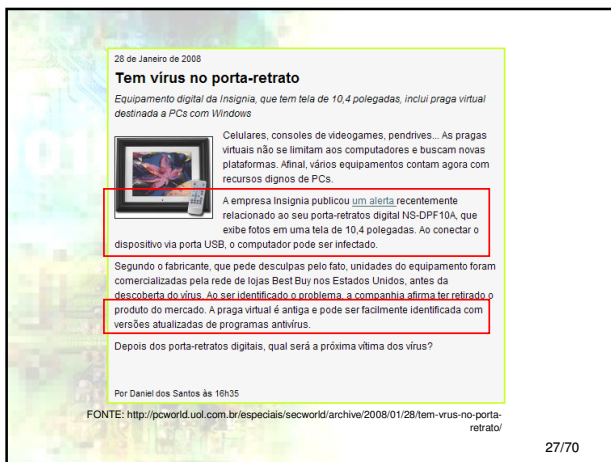 28 de Janeiro de 2008
Tem vírus no porta-retrato
Equipamento digital da Insignia, que tem tela de 10,4 polegadas, inclui praga virtual
destinada a PCs com Windows
Celulares, consoles de videogames, pendrives... As pragas
virtuais não se limitam aos computadores e buscam novas
plataformas. Afinal, vários equipamentos contam agora com
recursos dignos de PCs.
A empresa Insignia publicou um alerta recentemente
relacionado ao seu porta-retratos digital NS-DPF10A, que
exibe fotos em uma tela de 10,4 polegadas. Ao conectar o
dispositivo via porta USB, o computador pode ser infectado.
Segundo o fabricante, que pede desculpas pelo fato, unidades do equipamento foram
comercializadas pela rede de lojas Best Buy nos Estados Unidos, antes da
descoberta do vírus. Ao ser identificado o problema, a companhia afirma ter retirado o
produto do mercado. A praga virtual é antiga e pode ser facilmente identificada com
versões atualizadas de programas antivírus.
Depois dos porta-retratos digitais, qual será a próxima vítima dos vírus?
Por Daniel dos Santos às 16h35
FONTE: http://pcworld.uol.com.br/especiais/secworld/archive/2008/01/28/tem-vrus-no-porta-
retrato/
27/70